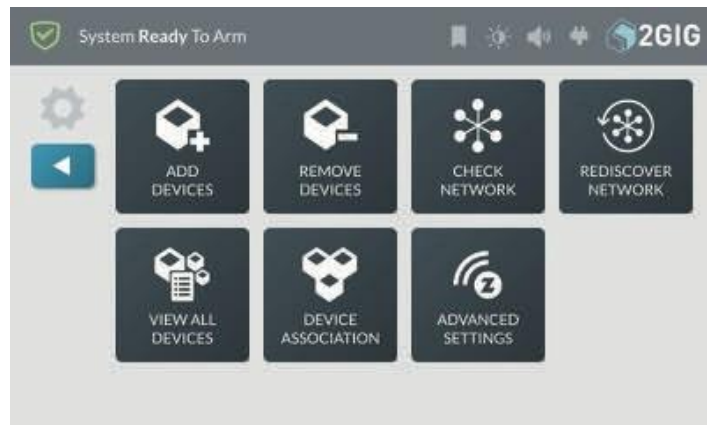 System Ready To Arm
2GIG
ADD
DEVICES
REMOVE
DEVICES
CHECK
NETWORK
REDISCOVER
NETWORK
VIEW ALL
DEVICES
DEVICE
ASSOCIATION
Z
ADVANCED
SETTINGS